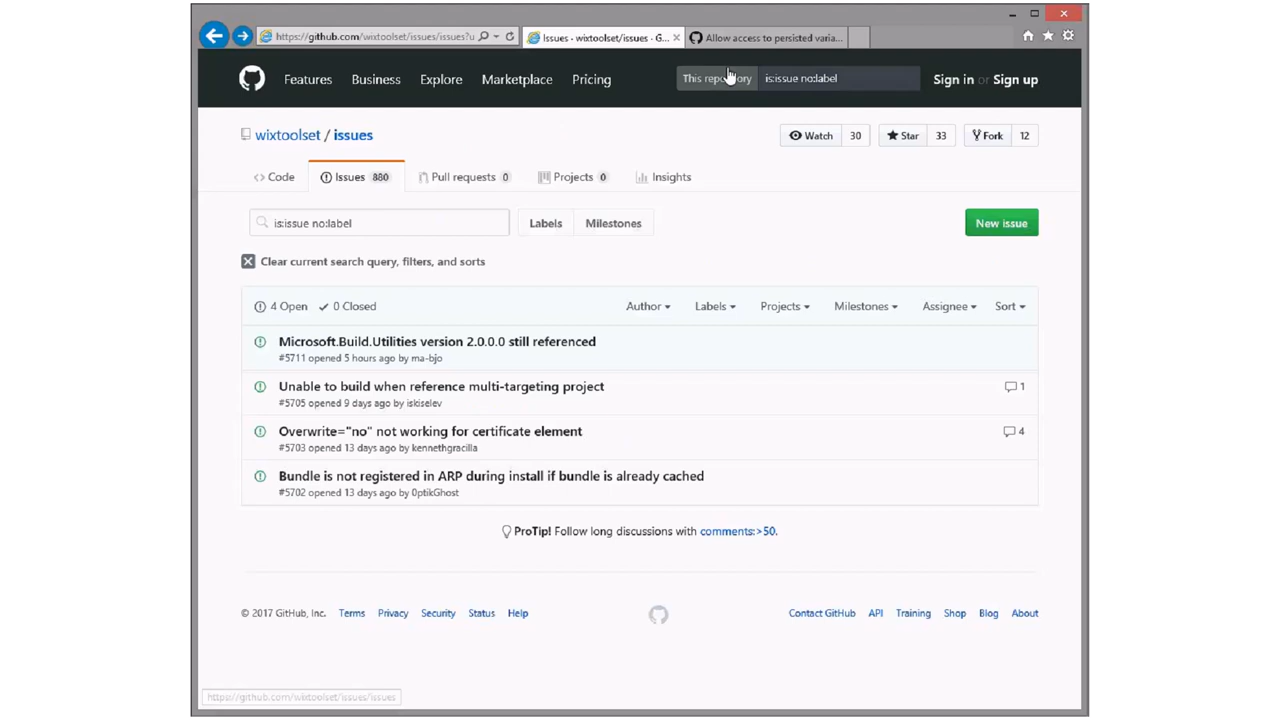 https://github.com/wixtoolset/issues/issues?u
Issues - wixtoolset/issues - G...
Allow access to persisted varia...
Features Business Explore Marketplace Pricing
This repository is:issue no:label
Sign in or Sign up
wixtoolset / issues
Watch 30 Star 33 Fork 12
Code Issues 880 Pull requests 0 Projects 0 Insights
is:issue no:label Labels Milestones New issue
Clear current search query, filters, and sorts
4 Open 0 Closed Author Labels Projects Milestones Assignee Sort
Microsoft.Build.Utilities version 2.0.0.0 still referenced
#5711 opened 5 hours ago by ma-bjo
Unable to build when reference multi-targeting project 1
#5705 opened 9 days ago by iskiselev
Overwrite="no" not working for certificate element 4
#5703 opened 13 days ago by kennethgracilla
Bundle is not registered in ARP during install if bundle is already cached
#5702 opened 13 days ago by 0ptikGhost
ProTip! Follow long discussions with comments:>50.
© 2017 GitHub, Inc. Terms Privacy Security Status Help Contact GitHub API Training Shop Blog About
https://github.com/wixtoolset/issues/issues